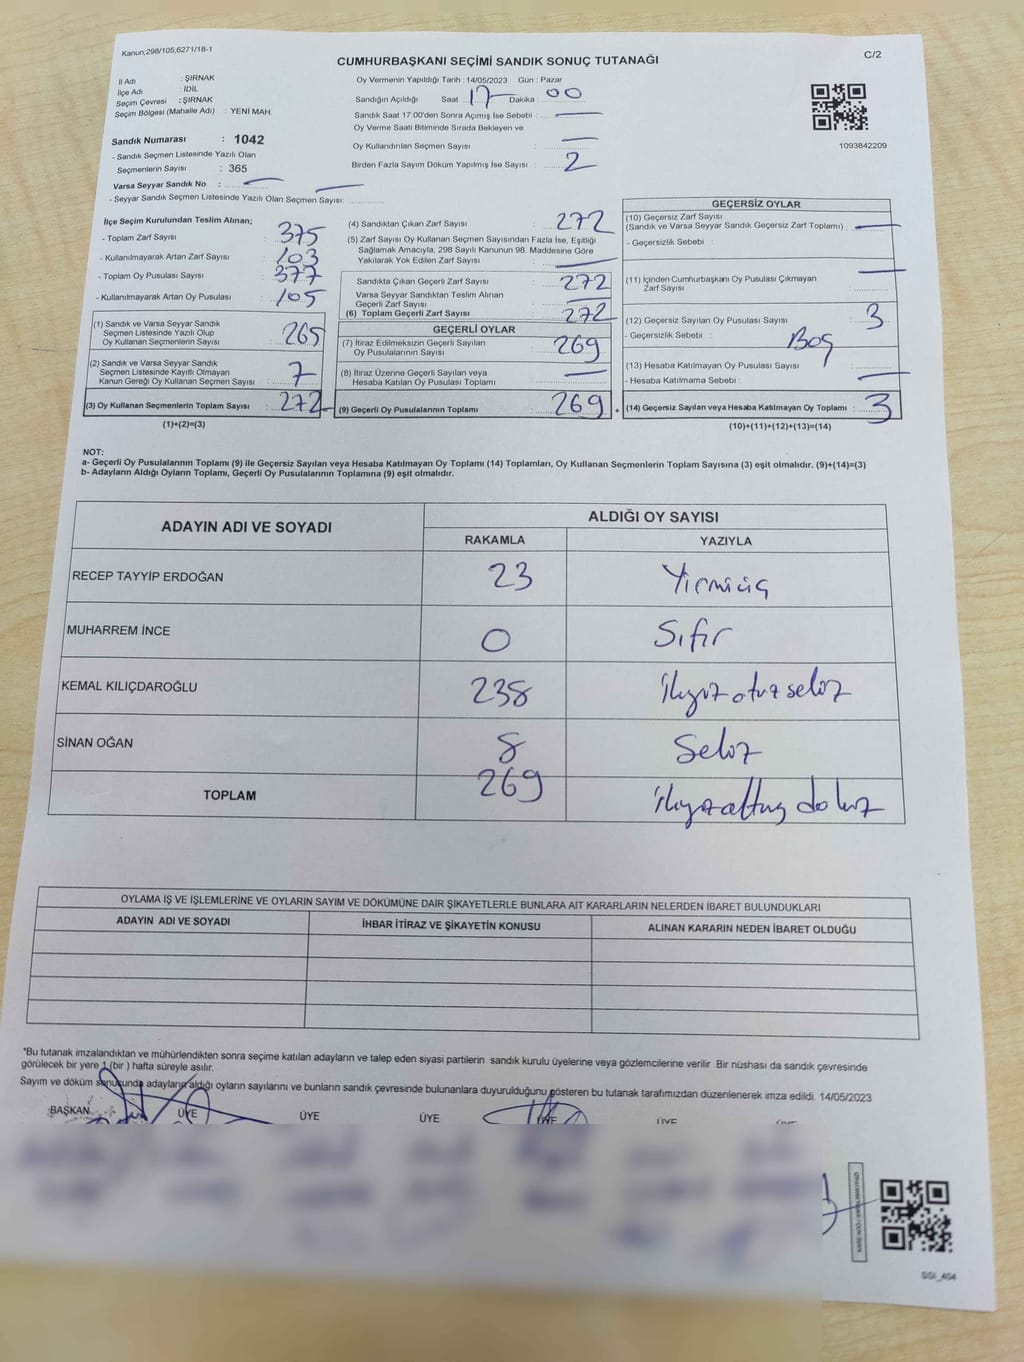 Kanun;298/105,6271/18-1
C/2
CUMHURBAŞKANI SEÇİMİ SANDIK SONUÇ TUTANAĞI
İl Adı : ŞIRNAK
İlçe Adı : İDİL
Seçim Çevresi : ŞIRNAK
Seçim Bölgesi (Mahalle Adı) : YENİ MAH.
Sandık Numarası : 1042
- Sandık Seçmen Listesinde Yazılı Olan
Seçmenlerin Sayısı : 365
Varsa Seyyar Sandık No :
- Seyyar Sandık Seçmen Listesinde Yazılı Olan Seçmen Sayısı:
Oy Vermenin Yapıldığı Tarih : 14/05/2023 Gün : Pazar
Sandığın Açıldığı Saat : 17 Dakika : 00
Sandık Saat 17.00'den Sonra Açımış İse Sebebi :
Oy Verme Saati Bitiminde Sırada Bekleyen ve
Oy Kullandırılan Seçmen Sayısı :
Birden Fazla Sayım Döküm Yapılmış İse Sayısı : 2
1093842209
İlçe Seçim Kurulundan Teslim Alınan;
- Toplam Zarf Sayısı : 375
- Kullanılmayarak Artan Zarf Sayısı : 103
- Toplam Oy Pusulası Sayısı : 377
- Kullanılmayarak Artan Oy Pusulası : 105
(1) Sandık ve Varsa Seyyar Sandık
Seçmen Listesinde Yazılı Olup
Oy Kullanan Seçmenlerin Sayısı : 265
(2) Sandık ve Varsa Seyyar Sandık
Seçmen Listesinde Kayıtlı Olmayan
Kanun Gereği Oy Kullanan Seçmen Sayısı : 7
(3) Oy Kullanan Seçmenlerin Toplam Sayısı : 272
(1)+(2)=(3)
(4) Sandıktan Çıkan Zarf Sayısı : 272
(5) Zarf Sayısı Oy Kullanan Seçmen Sayısından Fazla İse, Eşitliği
Sağlamak Amacıyla; 298 Sayılı Kanunun 98. Maddesine Göre
Yakılarak Yok Edilen Zarf Sayısı :
Sandıkta Çıkan Geçerli Zarf Sayısı : 272
Varsa Seyyar Sandıktan Teslim Alınan
Geçerli Zarf Sayısı :
(6) Toplam Geçerli Zarf Sayısı : 272
GEÇERLİ OYLAR
(7) İtiraz Edilmeksizin Geçerli Sayılan
Oy Pusulalarının Sayısı : 269
(8) İtiraz Üzerine Geçerli Sayılan veya
Hesaba Katılan Oy Pusulası Toplamı :
(9) Geçerli Oy Pusulalarının Toplamı : 269
+
GEÇERSİZ OYLAR
(10) Geçersiz Zarf Sayısı
(Sandık ve Varsa Seyyar Sandık Geçersiz Zarf Toplamı) :
- Geçersizlik Sebebi :
(11) İçinden Cumhurbaşkanı Oy Pusulası Çıkmayan
Zarf Sayısı :
(12) Geçersiz Sayılan Oy Pusulası Sayısı : 3
- Geçersizlik Sebebi : Boş
(13) Hesaba Katılmayan Oy Pusulası Sayısı :
- Hesaba Katılmama Sebebi :
(14) Geçersiz Sayılan veya Hesaba Katılmayan Oy Toplamı : 3
(10)+(11)+(12)+(13)=(14)
NOT:
a- Geçerli Oy Pusulalarının Toplamı (9) ile Geçersiz Sayılan veya Hesaba Katılmayan Oy Toplamı (14) Toplamları, Oy Kullanan Seçmenlerin Toplam Sayısına (3) eşit olmalıdır. (9)+(14)=(3)
b- Adayların Aldığı Oyların Toplamı, Geçerli Oy Pusulalarının Toplamına (9) eşit olmalıdır.
ADAYIN ADI VE SOYADI
ALDIĞI OY SAYISI
RAKAMLA YAZIYLA
RECEP TAYYİP ERDOĞAN 23 Yirmiüç
MUHARREM İNCE 0 Sıfır
KEMAL KILIÇDAROĞLU 238 ikiyüz otuz sekiz
SİNAN OĞAN 8 Sekiz
TOPLAM 269 ikiyüzaltmış dokuz
OYLAMA İŞ VE İŞLEMLERİNE VE OYLARIN SAYIM VE DÖKÜMÜNE DAİR ŞİKAYETLERLE BUNLARA AİT KARARLARIN NELERDEN İBARET BULUNDUKLARI
ADAYIN ADI VE SOYADI İHBAR İTİRAZ VE ŞİKAYETİN KONUSU ALINAN KARARIN NEDEN İBARET OLDUĞU
*Bu tutanak imzalandıktan ve mühürlendikten sonra seçime katılan adayların ve talep eden siyasi partilerin sandık kurulu üyelerine veya gözlemcilerine verilir. Bir nüshası da sandık çevresinde
görülecek bir yere 1 (bir ) hafta süreyle asılır.
Sayım ve döküm sonucunda adayların aldığı oyların sayılarını ve bunların sandık çevresinde bulunanlara duyurulduğunu gösteren bu tutanak tarafımızdan düzenlenerek imza edildi. 14/05/2023
BAŞKAN ÜYE ÜYE ÜYE ÜYE ÜYE
SGI_404